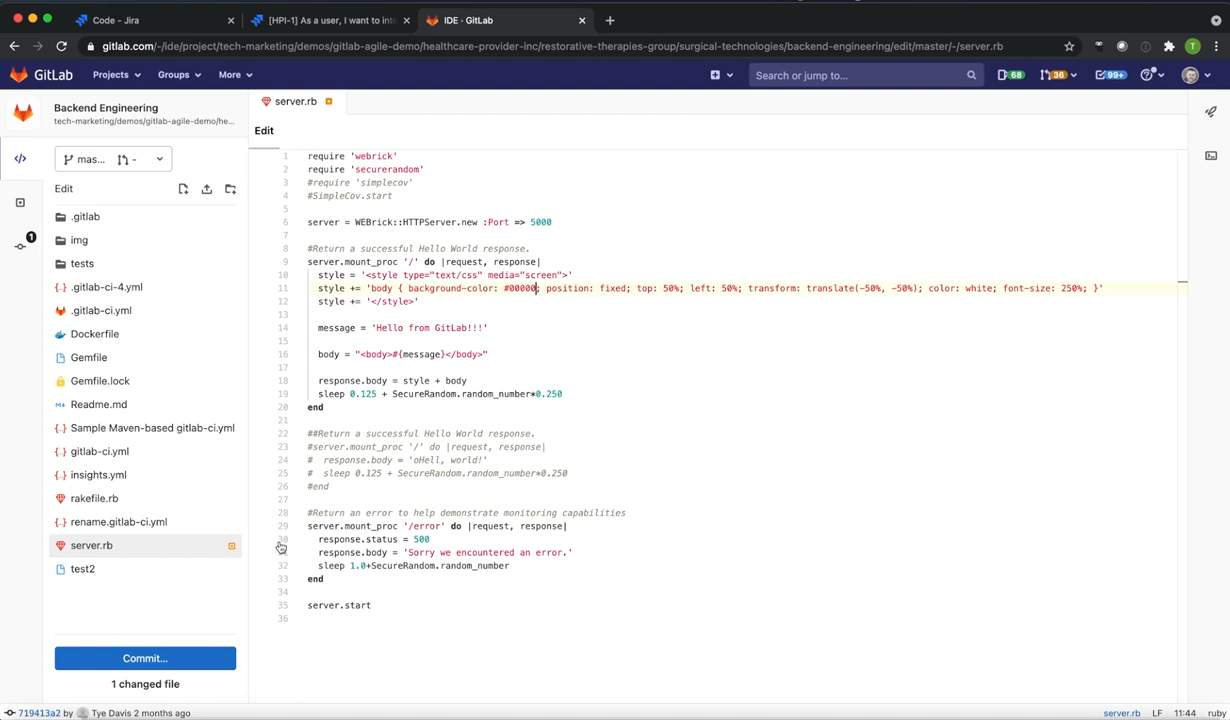 Code - Jira
[HPI-1] As a user, I want to int
IDE · GitLab
gitlab.com/-/ide/project/tech-marketing/demos/gitlab-agile-demo/healthcare-provider-inc/restorative-therapies-group/surgical-technologies/backend-engineering/edit/master/-/server.rb
T
GitLab
Projects
Groups
More
Search or jump to...
68
36
99+
Backend Engineering
tech-marketing/demos/gitlab-agile-demo/he...
mas...
-
Edit
1
.gitlab
img
tests
.gitlab-ci-4.yml
.gitlab-ci.yml
Dockerfile
Gemfile
Gemfile.lock
Readme.md
Sample Maven-based gitlab-ci.yml
gitlab-ci.yml
insights.yml
rakefile.rb
rename.gitlab-ci.yml
server.rb
test2
Commit...
1 changed file
server.rb
Edit
1 require 'webrick'
2 require 'securerandom'
3 #require 'simplecov'
4 #SimpleCov.start
5
6 server = WEBrick::HTTPServer.new :Port => 5000
7
8 #Return a successful Hello World response.
9 server.mount_proc '/' do |request, response|
10 style = '<style type="text/css" media="screen">'
11 style += 'body { background-color: #00000; position: fixed; top: 50%; left: 50%; transform: translate(-50%, -50%); color: white; font-size: 250%; }'
12 style += '</style>'
13
14 message = 'Hello from GitLab!!!'
15
16 body = "<body>#{message}</body>"
17
18 response.body = style + body
19 sleep 0.125 + SecureRandom.random_number*0.250
20 end
21
22 ##Return a successful Hello World response.
23 #server.mount_proc '/' do |request, response|
24 #  response.body = 'oHell, world!'
25 #  sleep 0.125 + SecureRandom.random_number*0.250
26 #end
27
28 #Return an error to help demonstrate monitoring capabilities
29 server.mount_proc '/error' do |request, response|
30 response.status = 500
response.body = 'Sorry we encountered an error.'
32 sleep 1.0+SecureRandom.random_number
33 end
34
35 server.start
36
719413a2 by Tye Davis 2 months ago
server.rb LF 11:44 ruby